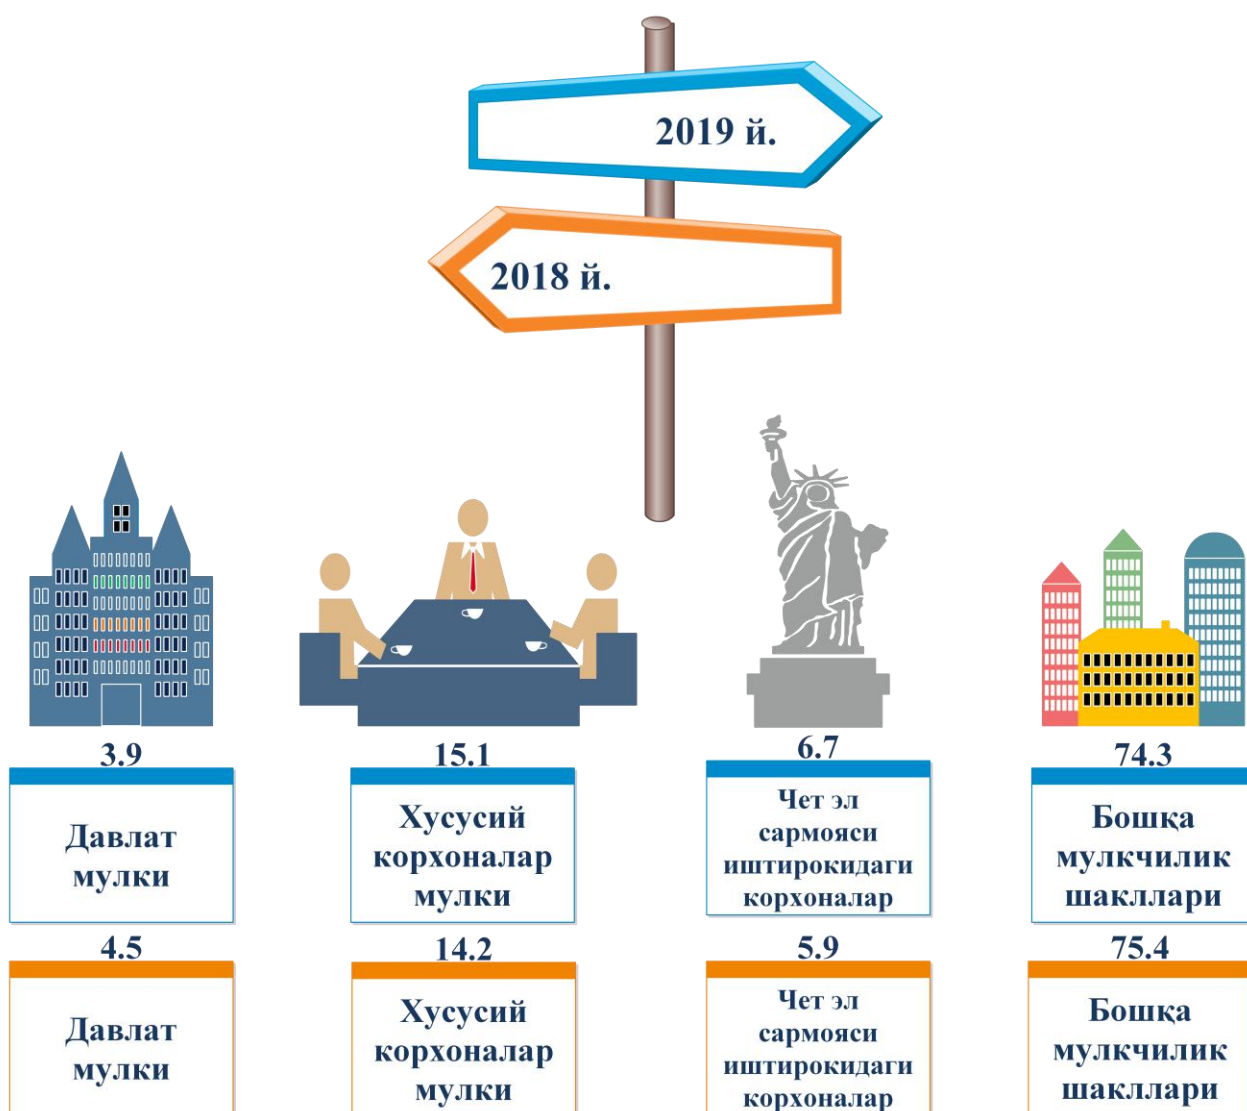 2019 й.
2018 й.
3.9
Давлат
мулки
15.1
Хусусий
корхоналар
мулки
6.7
Чет эл
сармояси
иштирокидаги
корхоналар
74.3
Бошқа
мулкчилик
шакллари
4.5
Давлат
мулки
14.2
Хусусий
корхоналар
мулки
5.9
Чет эл
сармояси
иштирокидаги
корхоналар
75.4
Бошқа
мулкчилик
шакллари